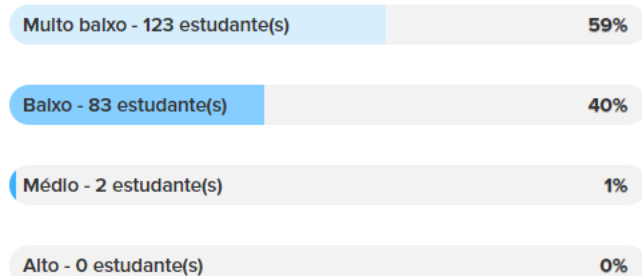 Muito baixo - 123 estudante(s) 59%
Baixo - 83 estudante(s) 40%
Médio - 2 estudante(s) 1%
Alto - 0 estudante(s) 0%